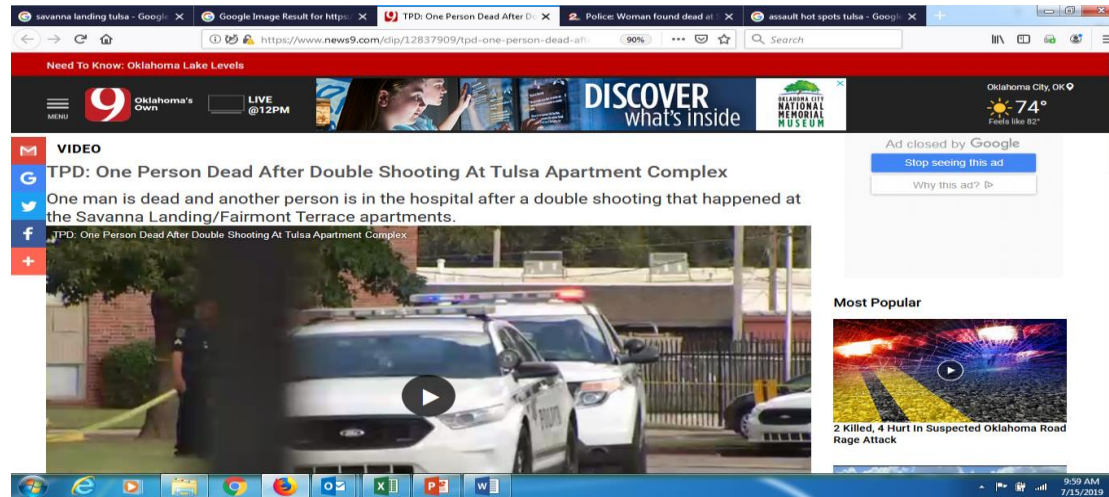 savanna landing tulsa - Google
Google Image Result for https:/
TPD: One Person Dead After Do
Police: Woman found dead at
assault hot spots tulsa - Google
https://www.news9.com/clip/12837909/tpd-one-person-dead-aft
90%
Search
Need To Know: Oklahoma Lake Levels
MENU
9
Oklahoma's
Own
LIVE
@12PM
DISCOVER
what's inside
OKLAHOMA CITY
NATIONAL
MEMORIAL
MUSEUM
Oklahoma City, OK
74°
Feels like 82°
VIDEO
TPD: One Person Dead After Double Shooting At Tulsa Apartment Complex
One man is dead and another person is in the hospital after a double shooting that happened at
the Savanna Landing/Fairmont Terrace apartments.
TPD: One Person Dead After Double Shooting At Tulsa Apartment Complex
POLICE
Ad closed by Google
Stop seeing this ad
Why this ad?
Most Popular
2 Killed, 4 Hurt In Suspected Oklahoma Road
Rage Attack
9:59 AM
7/15/2019